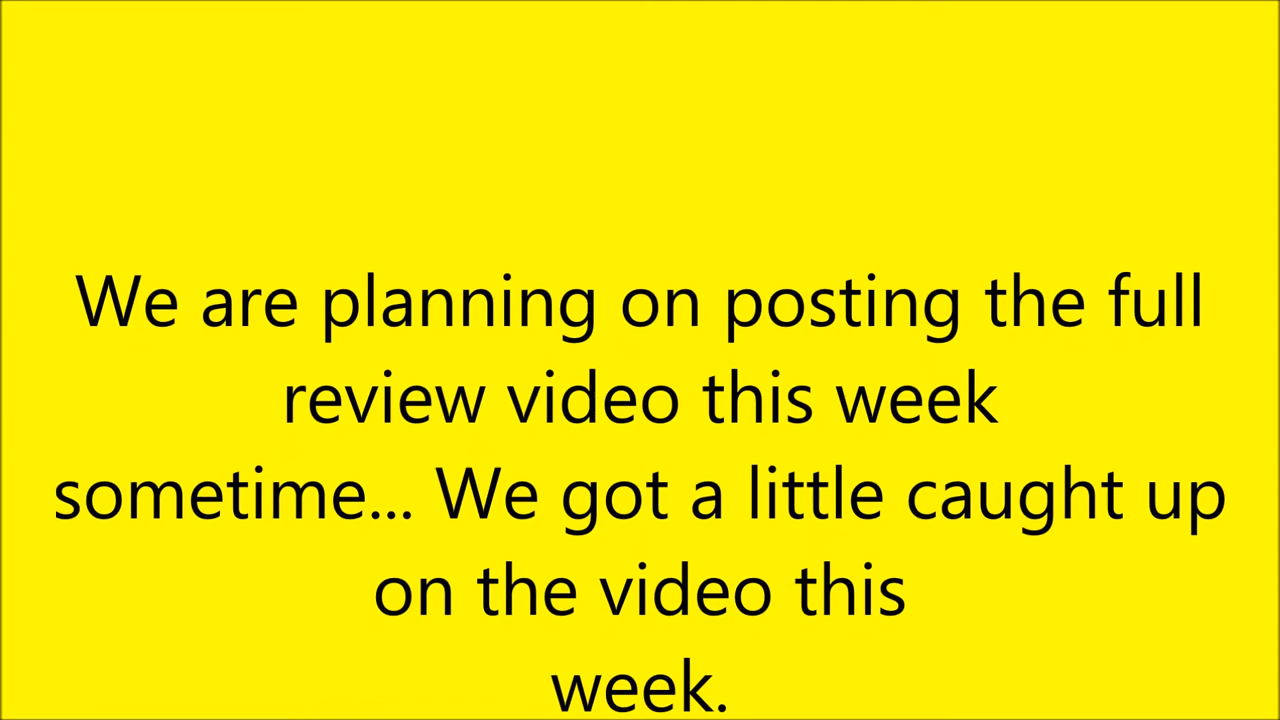 We are planning on posting the full
review video this week
sometime... We got a little caught up
on the video this
week.